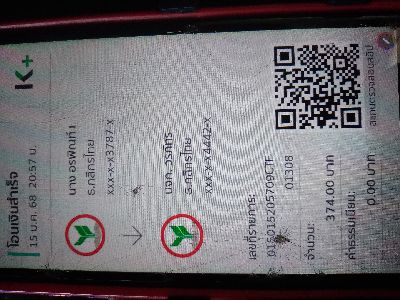 โอนเงินสำเร็จ
15 ม.ค. 68 20:57 น.
K+
นาง อรพิณท์ เ
ธ.กสิกรไทย
xxx-x-x3787-x
หจก. วรภัทร
ธ.กสิกรไทย
xxx-x-x4442-x
เลขที่รายการ:
015015205709CTF
01308
จำนวน:
374.00 บาท
ค่าธรรมเนียม:
0.00 บาท
สแกนตรวจสอบสลิป